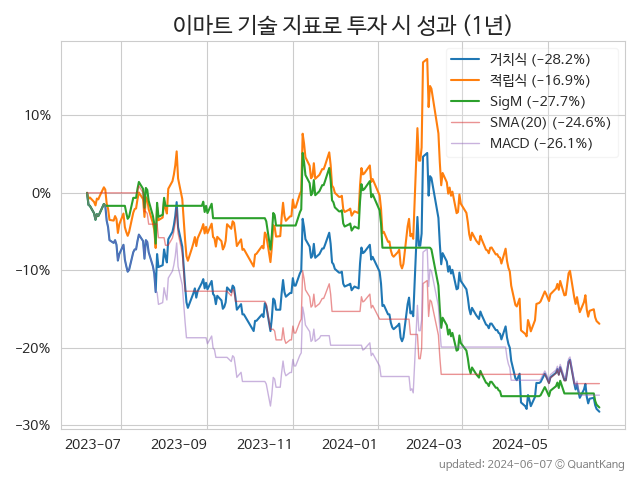 이마트 기술 지표로 투자 시 성과 (1년)
거치식 (−28.2%)
적립식 (−16.9%)
SigM (−27.7%)
SMA(20) (−24.6%)
MACD (−26.1%)
10%
0%
−10%
−20%
−30%
2023-07 2023-09 2023-11 2024-01 2024-03 2024-05
updated: 2024-06-07 ⓒ QuantKang